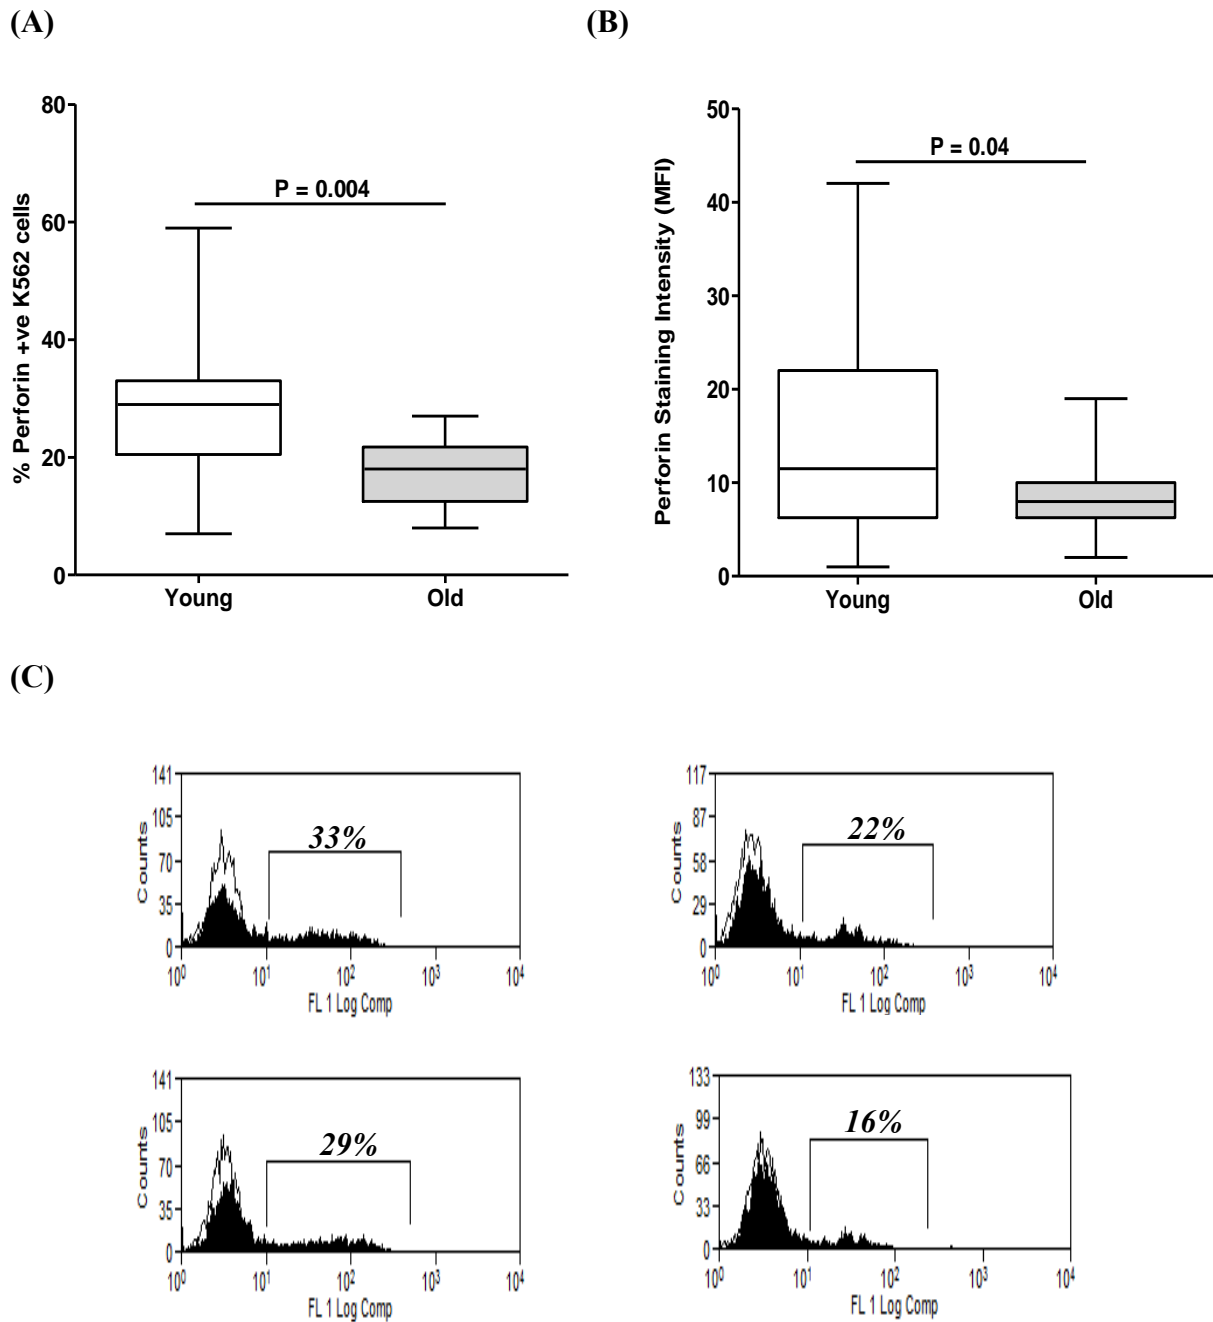 (A)
(B)
80
60
40
20
0
% Perforin +ve K562 cells
P = 0.004
Young
Old
50
40
30
20
10
0
Perforin Staining Intensity (MFI)
P = 0.04
Young
Old
(C)
141
105
70
35
0
Counts
33%
10⁰ 10¹ 10² 10³ 10⁴
FL 1 Log Comp
117
87
58
29
0
Counts
22%
10⁰ 10¹ 10² 10³ 10⁴
FL 1 Log Comp
141
105
70
35
0
Counts
29%
10⁰ 10¹ 10² 10³ 10⁴
FL 1 Log Comp
133
99
66
33
0
Counts
16%
10⁰ 10¹ 10² 10³ 10⁴
FL 1 Log Comp